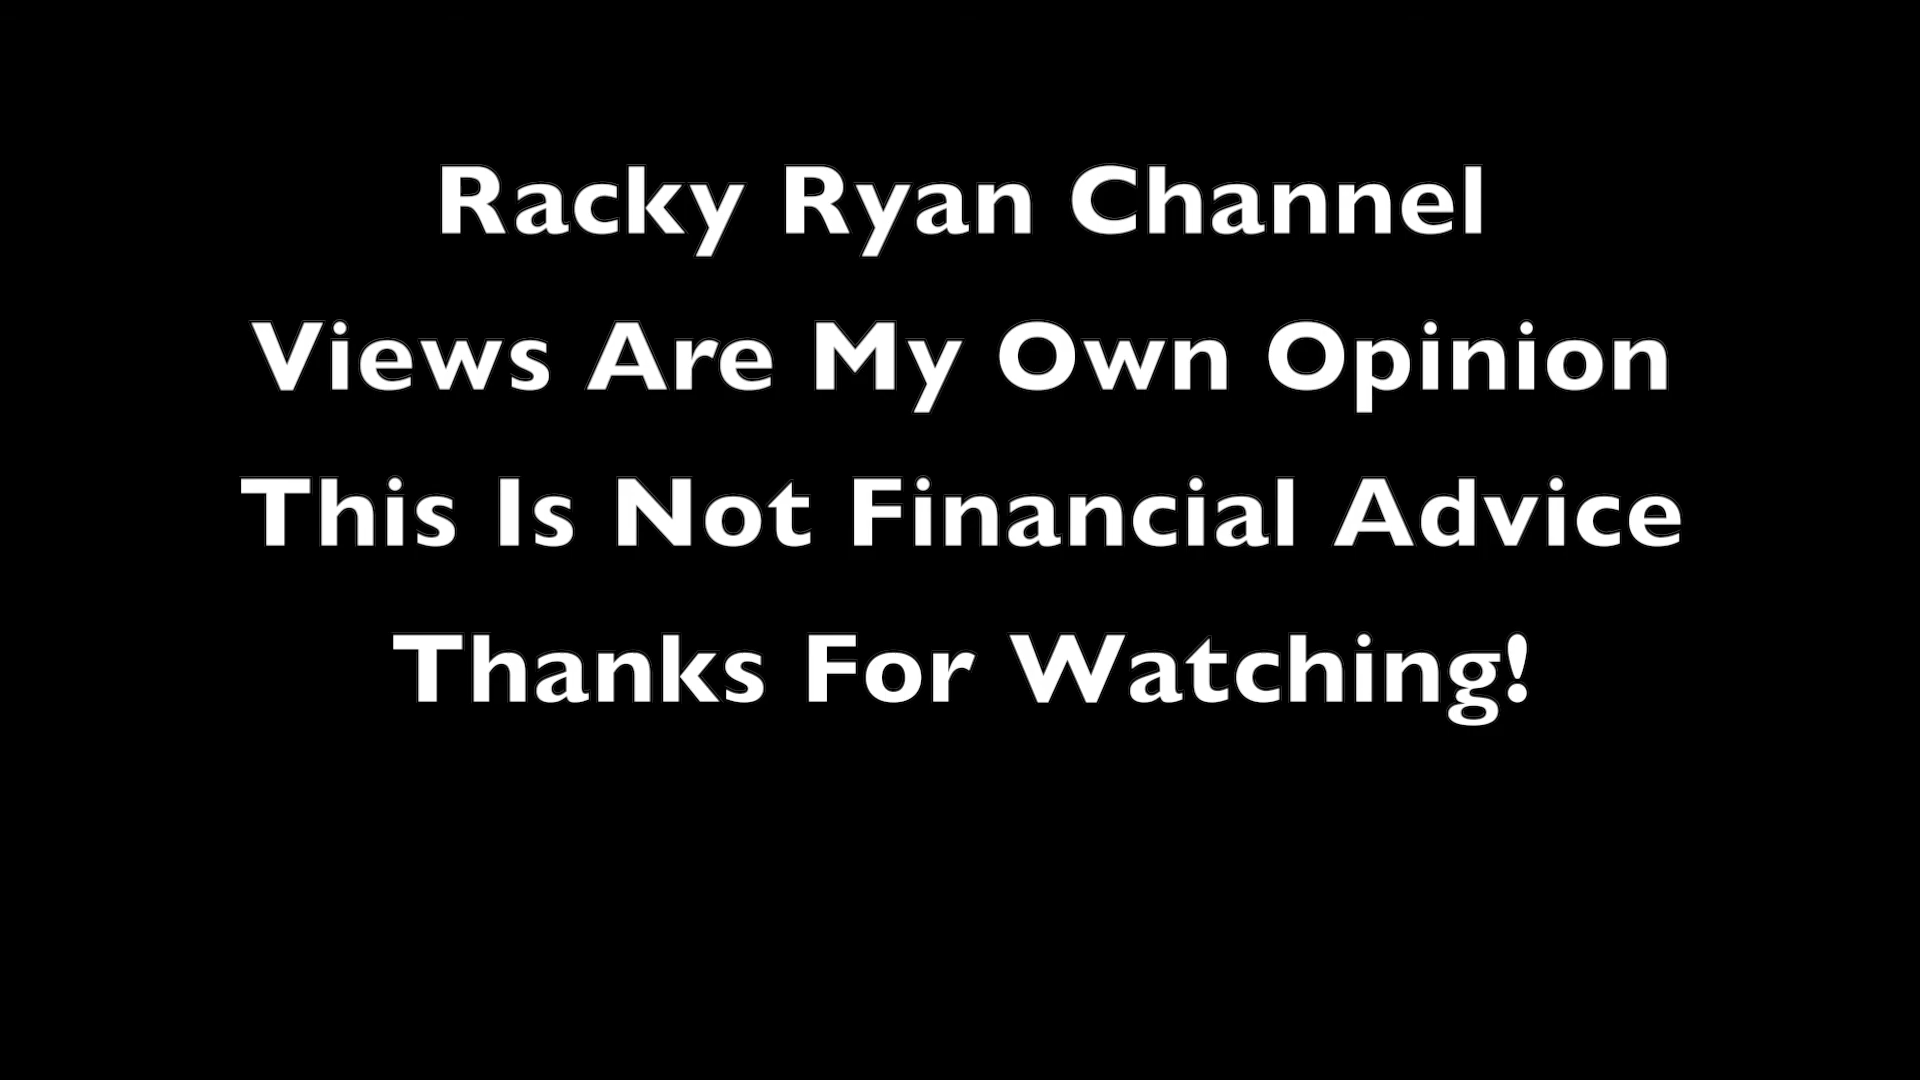 Racky Ryan Channel
Views Are My Own Opinion
This Is Not Financial Advice
Thanks For Watching!